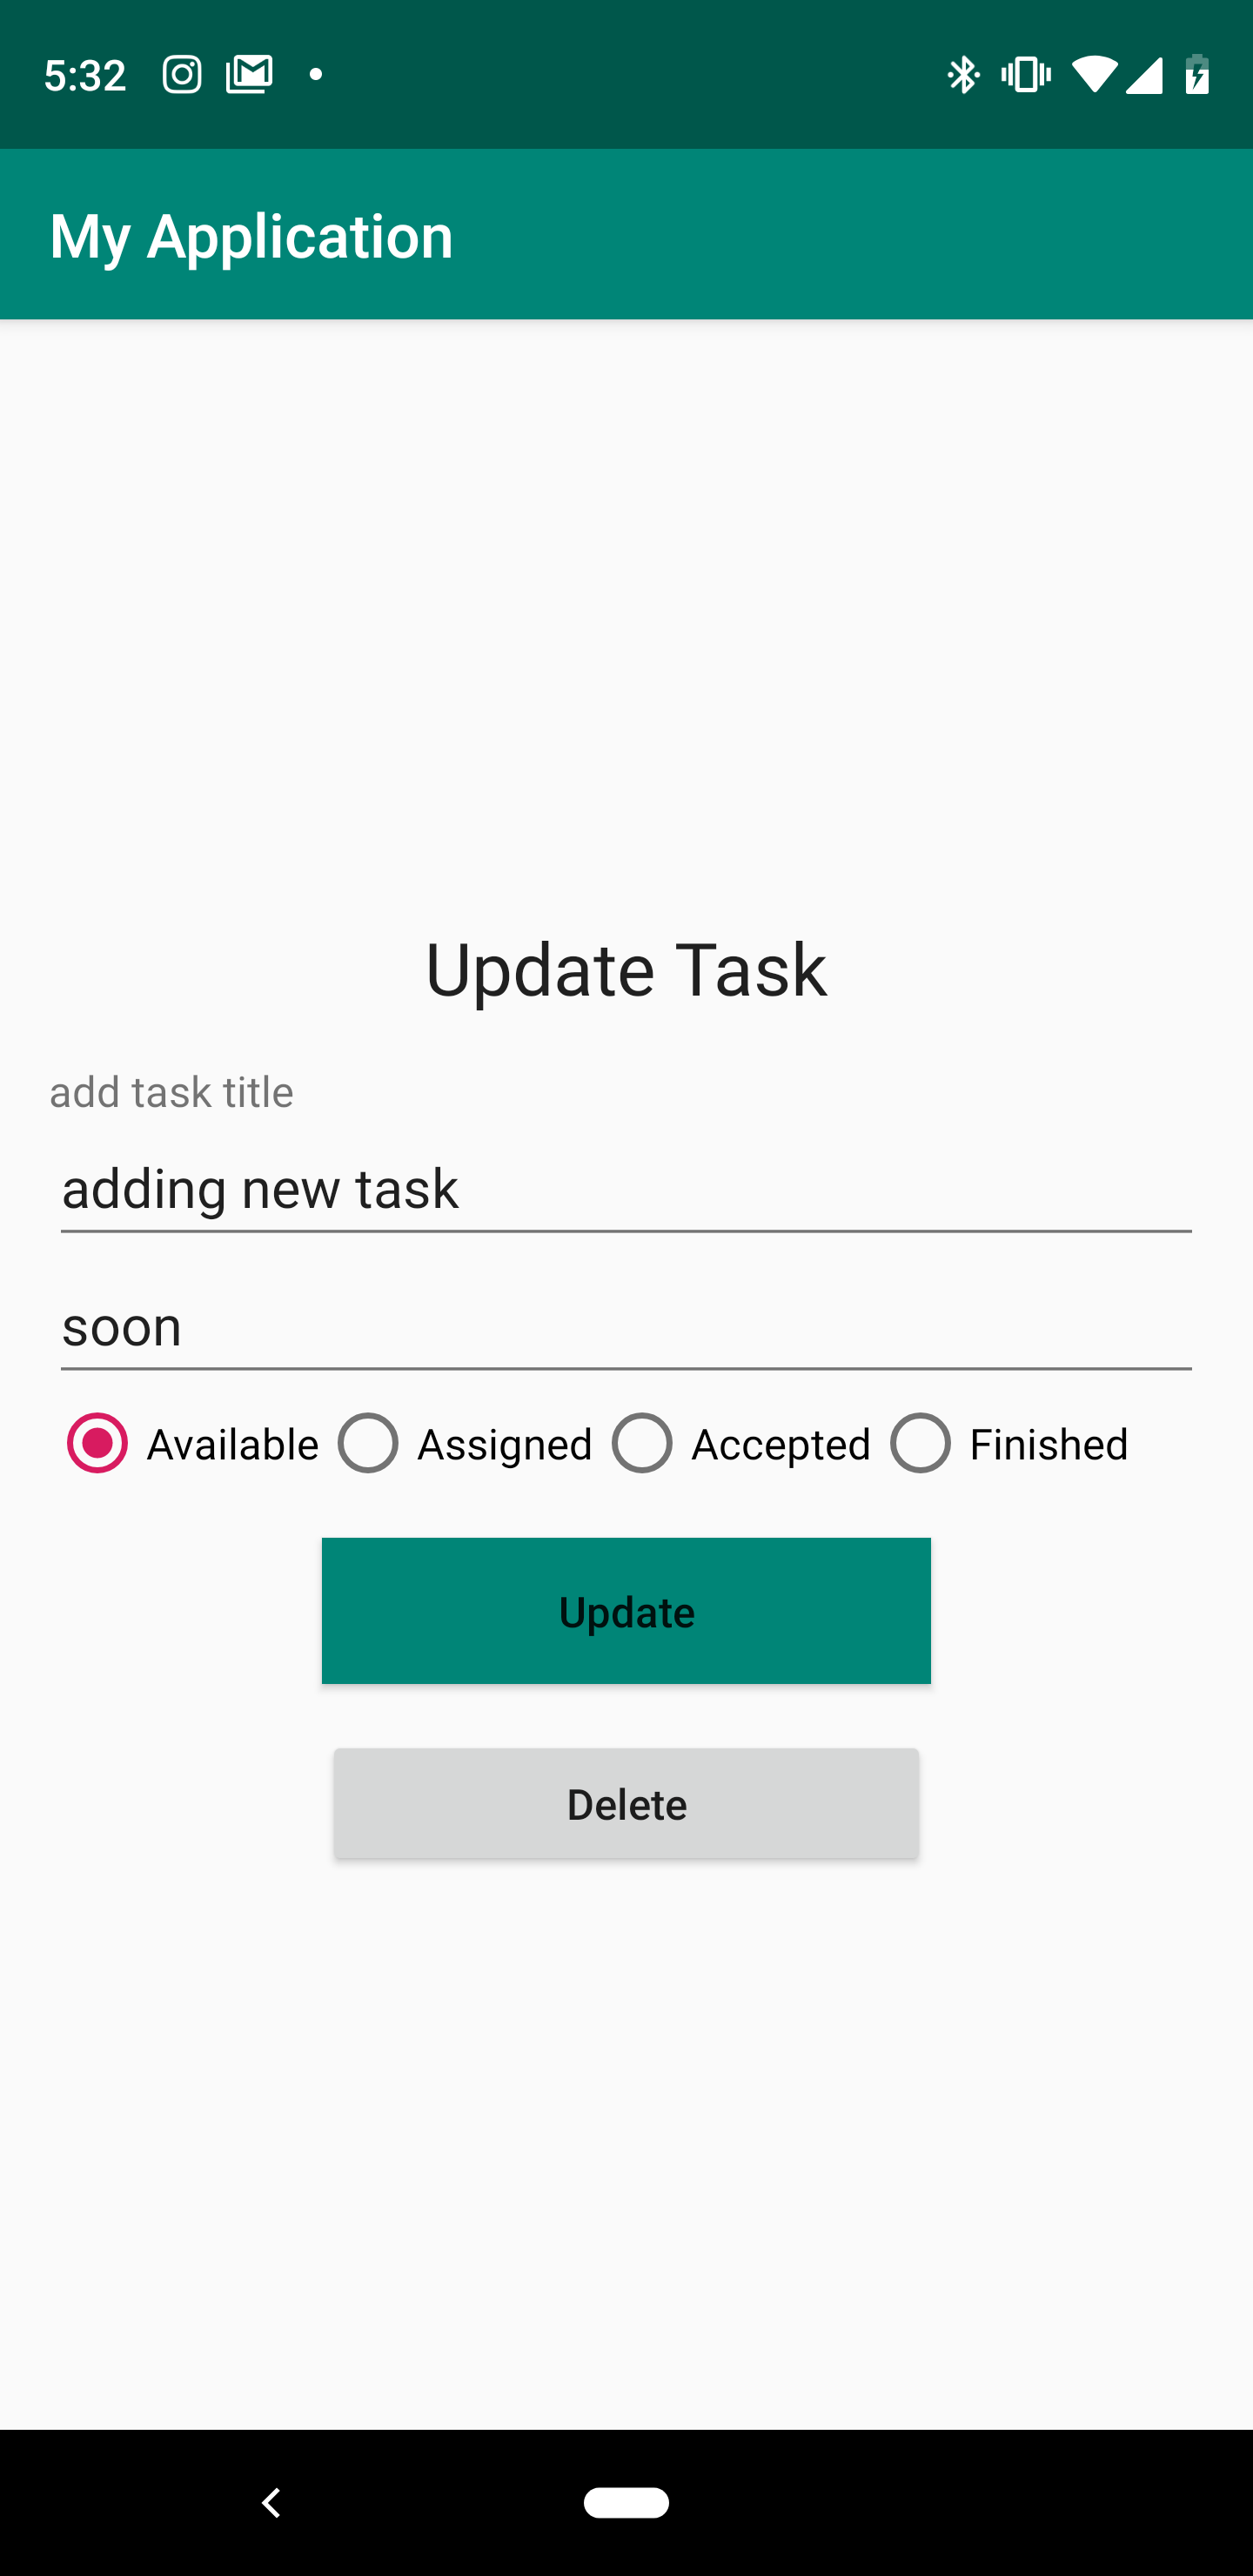 5:32
My Application
Update Task
add task title
adding new task
soon
Available Assigned Accepted Finished
Update
Delete